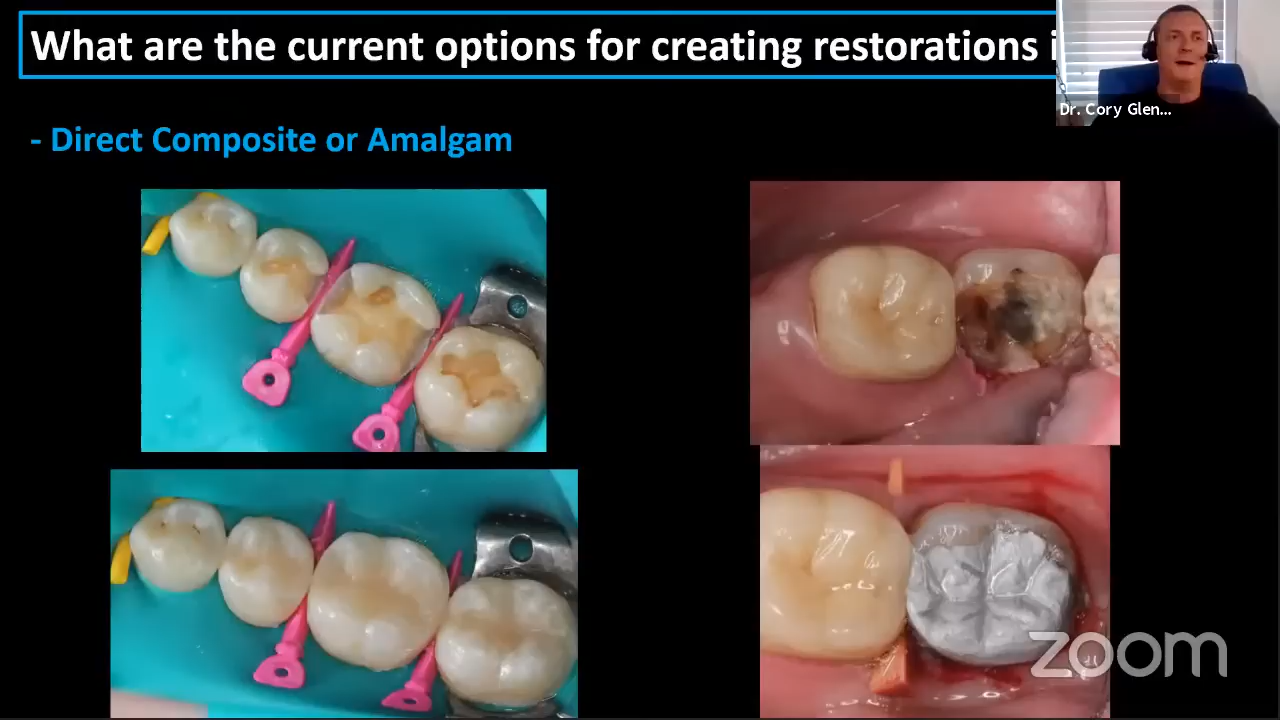 What are the current options for creating restorations i
Dr. Cory Glen...
- Direct Composite or Amalgam
zoom